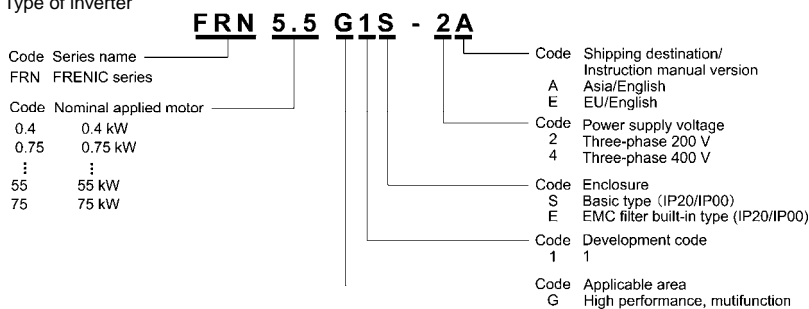 Type of inverter
FRN 5.5 G1S - 2A
Code Series name
FRN FRENIC series
Code Nominal applied motor
0.4 0.4 kW
0.75 0.75 kW
⋮ ⋮
55 55 kW
75 75 kW
Code Shipping destination/
Instruction manual version
A Asia/English
E EU/English
Code Power supply voltage
2 Three-phase 200 V
4 Three-phase 400 V
Code Enclosure
S Basic type (IP20/IP00)
E EMC filter built-in type (IP20/IP00)
Code Development code
1 1
Code Applicable area
G High performance, mutifunction